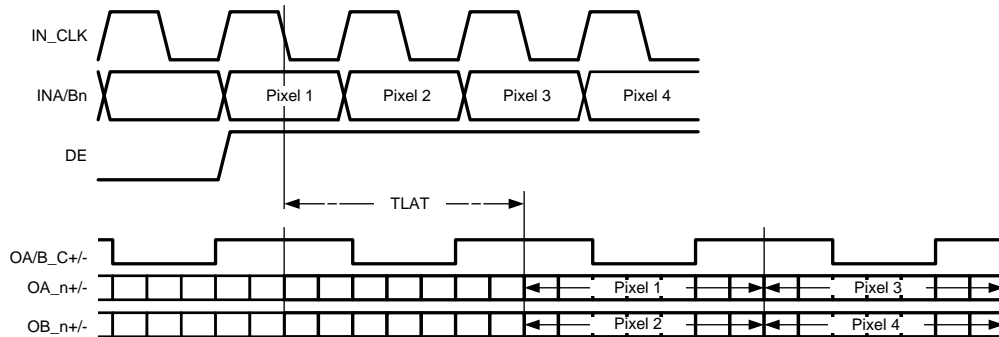 IN_CLK
INA/Bn Pixel 1 Pixel 2 Pixel 3 Pixel 4
DE
TLAT
OA/B_C+/-
OA_n+/- Pixel 1 Pixel 3
OB_n+/- Pixel 2 Pixel 4